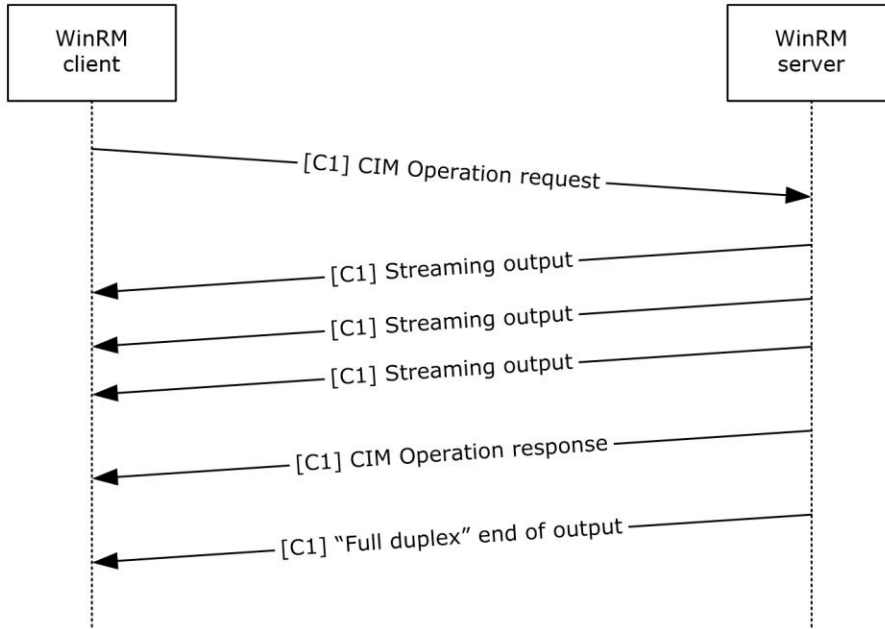 WinRM
client
WinRM
server
[C1] CIM Operation request
[C1] Streaming output
[C1] Streaming output
[C1] Streaming output
[C1] CIM Operation response
[C1] “Full duplex” end of output